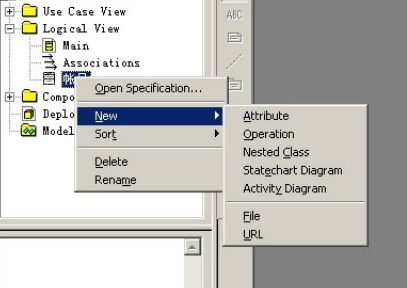 Use Case View
ABC
Logical View
Main
Associations
Open Specification...
Compo
New
Attribute
Deplo
Sort
Operation
Model
Nested Class
Delete
Statechart Diagram
Rename
Activity Diagram
File
URL